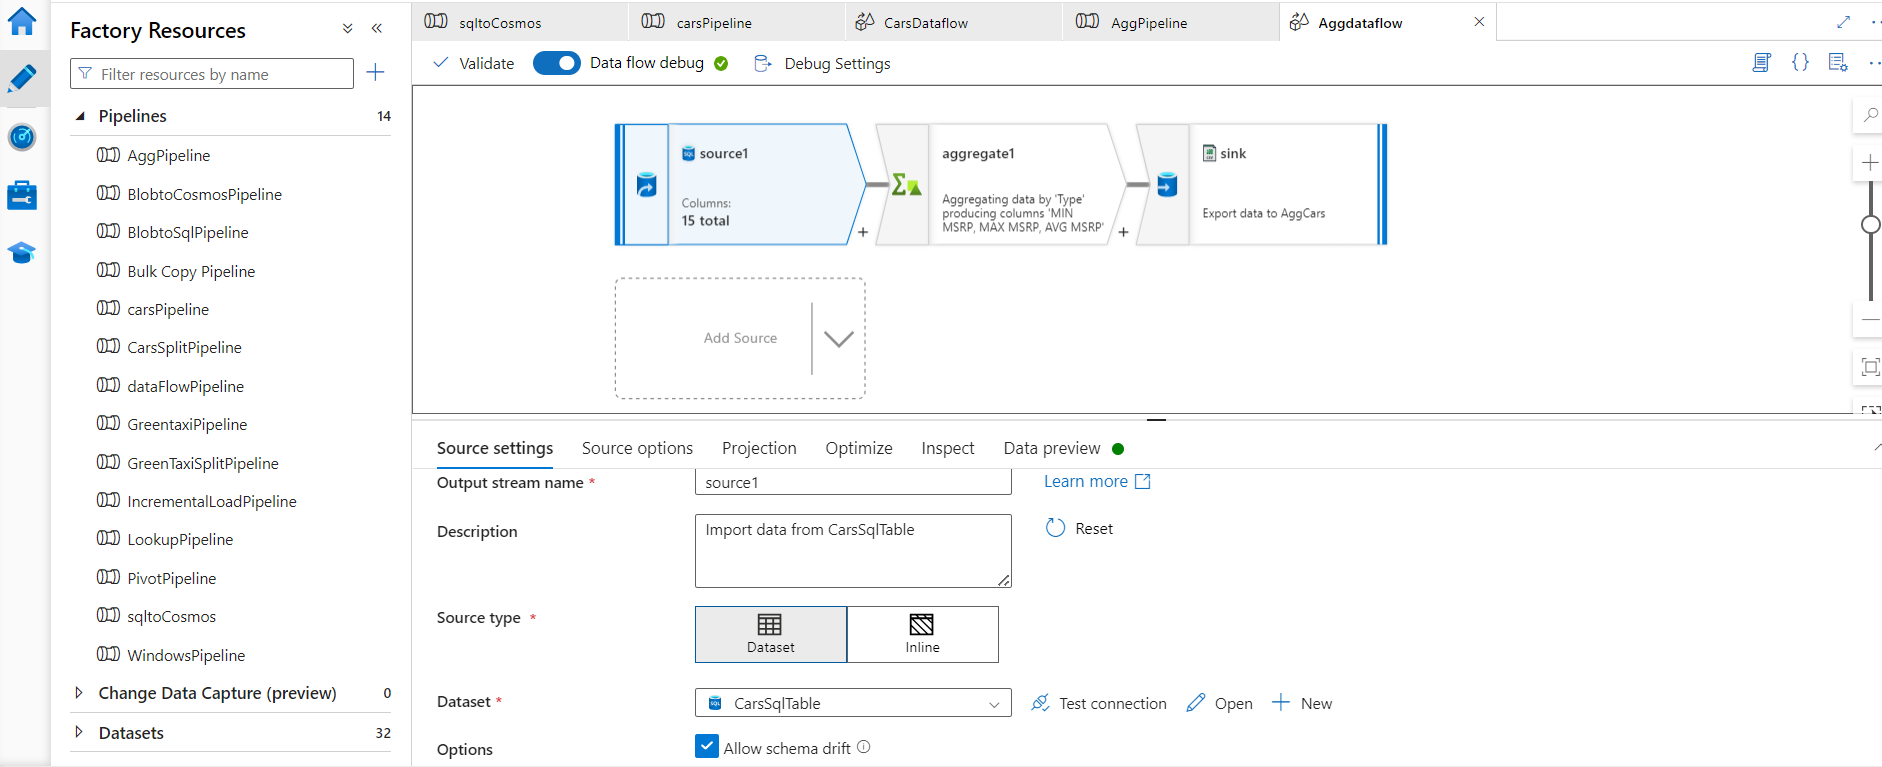 Factory Resources
Filter resources by name
Pipelines 14
AggPipeline
BlobtoCosmosPipeline
BlobtoSqlPipeline
Bulk Copy Pipeline
carsPipeline
CarsSplitPipeline
dataFlowPipeline
GreentaxiPipeline
GreenTaxiSplitPipeline
IncrementalLoadPipeline
LookupPipeline
PivotPipeline
sqltoCosmos
WindowsPipeline
Change Data Capture (preview) 0
Datasets 32
sqltoCosmos carsPipeline CarsDataflow AggPipeline Aggdataflow
Validate Data flow debug Debug Settings
source1
Columns:
15 total
aggregate1
Aggregating data by 'Type'
producing columns 'MIN
MSRP, MAX MSRP, AVG MSRP'
sink
Export data to AggCars
Add Source
Source settings Source options Projection Optimize Inspect Data preview
Output stream name * source1 Learn more
Description Import data from CarsSqlTable Reset
Source type * Dataset Inline
Dataset * CarsSqlTable Test connection Open New
Options Allow schema drift